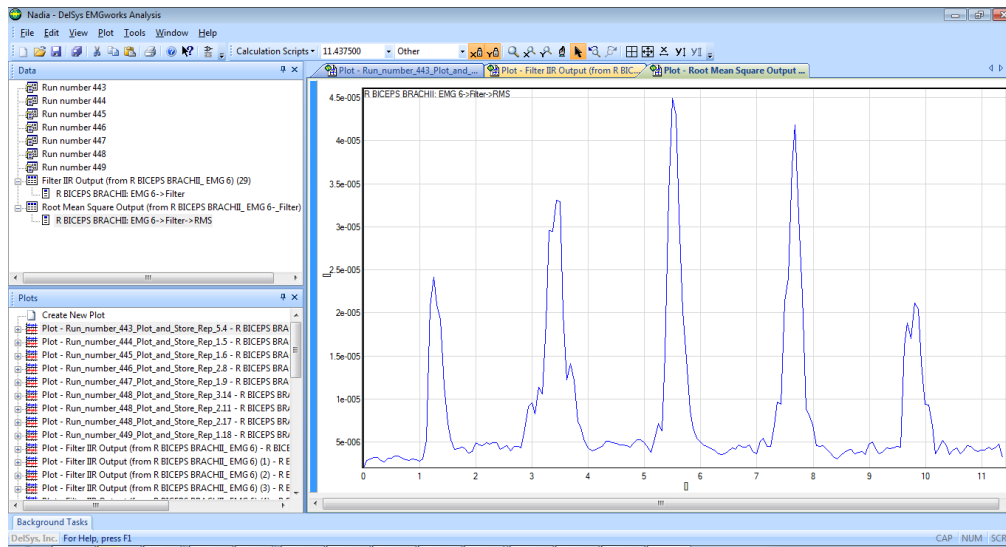 Nadia - DelSys EMGworks Analysis
File Edit View Plot Tools Window Help
Calculation Scripts 11.437500 Other
Data
Plot - Run_number_443_Plot_and_... Plot - Filter IIR Output (from R BIC... Plot - Root Mean Square Output ...
Run number 443
Run number 444
Run number 445
Run number 446
Run number 447
Run number 448
Run number 449
Filter IIR Output (from R BICEPS BRACHII_ EMG 6) (29)
R BICEPS BRACHII: EMG 6->Filter
Root Mean Square Output (from R BICEPS BRACHII_ EMG 6-_Filter)
R BICEPS BRACHII: EMG 6->Filter->RMS
Plots
Create New Plot
Plot - Run_number_443_Plot_and_Store_Rep_5.4 - R BICEPS BRA
Plot - Run_number_444_Plot_and_Store_Rep_1.5 - R BICEPS BRA
Plot - Run_number_445_Plot_and_Store_Rep_1.6 - R BICEPS BRA
Plot - Run_number_446_Plot_and_Store_Rep_2.8 - R BICEPS BRA
Plot - Run_number_447_Plot_and_Store_Rep_1.9 - R BICEPS BRA
Plot - Run_number_448_Plot_and_Store_Rep_3.14 - R BICEPS BR
Plot - Run_number_448_Plot_and_Store_Rep_2.11 - R BICEPS BR
Plot - Run_number_448_Plot_and_Store_Rep_2.17 - R BICEPS BR
Plot - Run_number_449_Plot_and_Store_Rep_1.18 - R BICEPS BR
Plot - Filter IIR Output (from R BICEPS BRACHII_ EMG 6) - R BICE
Plot - Filter IIR Output (from R BICEPS BRACHII_ EMG 6) (1) - R E
Plot - Filter IIR Output (from R BICEPS BRACHII_ EMG 6) (2) - R E
Plot - Filter IIR Output (from R BICEPS BRACHII_ EMG 6) (3) - R E
R BICEPS BRACHII: EMG 6->Filter->RMS
4.5e-005
4e-005
3.5e-005
2.5e-005
2e-005
1.5e-005
1e-005
5e-006
0 1 2 3 4 5 6 7 8 9 10 11
[]
Background Tasks
DelSys, Inc. For Help, press F1
CAP NUM SCR